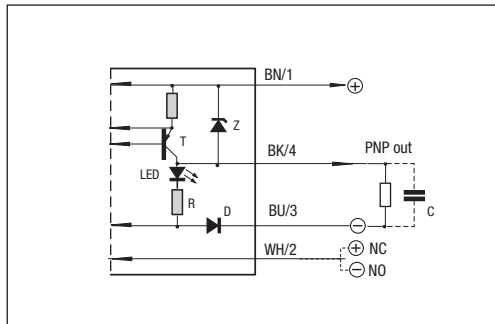 BN/1
+
Z
T
BK/4
PNP out
LED
R
D
BU/3
−
C
WH/2
+ NC
− NO